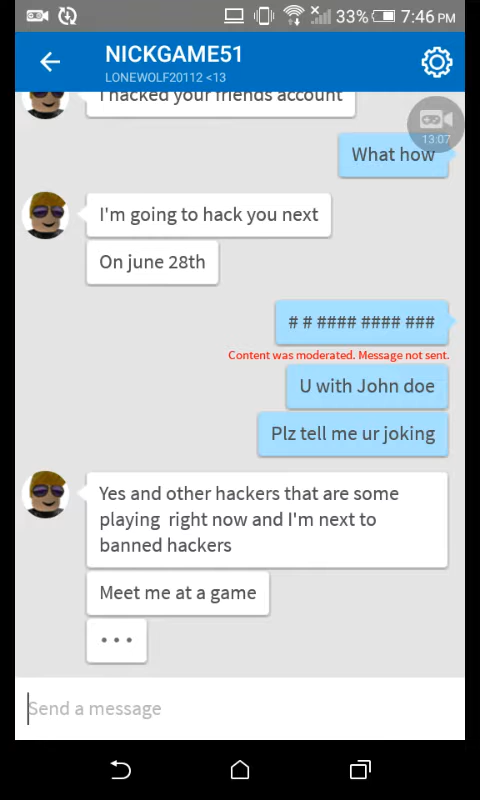 33% 7:46 PM
NICKGAME51
LONEWOLF20112 <13
I hacked your friends account
13:07
What how
I'm going to hack you next
On june 28th
# # #### #### ###
Content was moderated. Message not sent.
U with John doe
Plz tell me ur joking
Yes and other hackers that are some
playing right now and I'm next to
banned hackers
Meet me at a game
Send a message